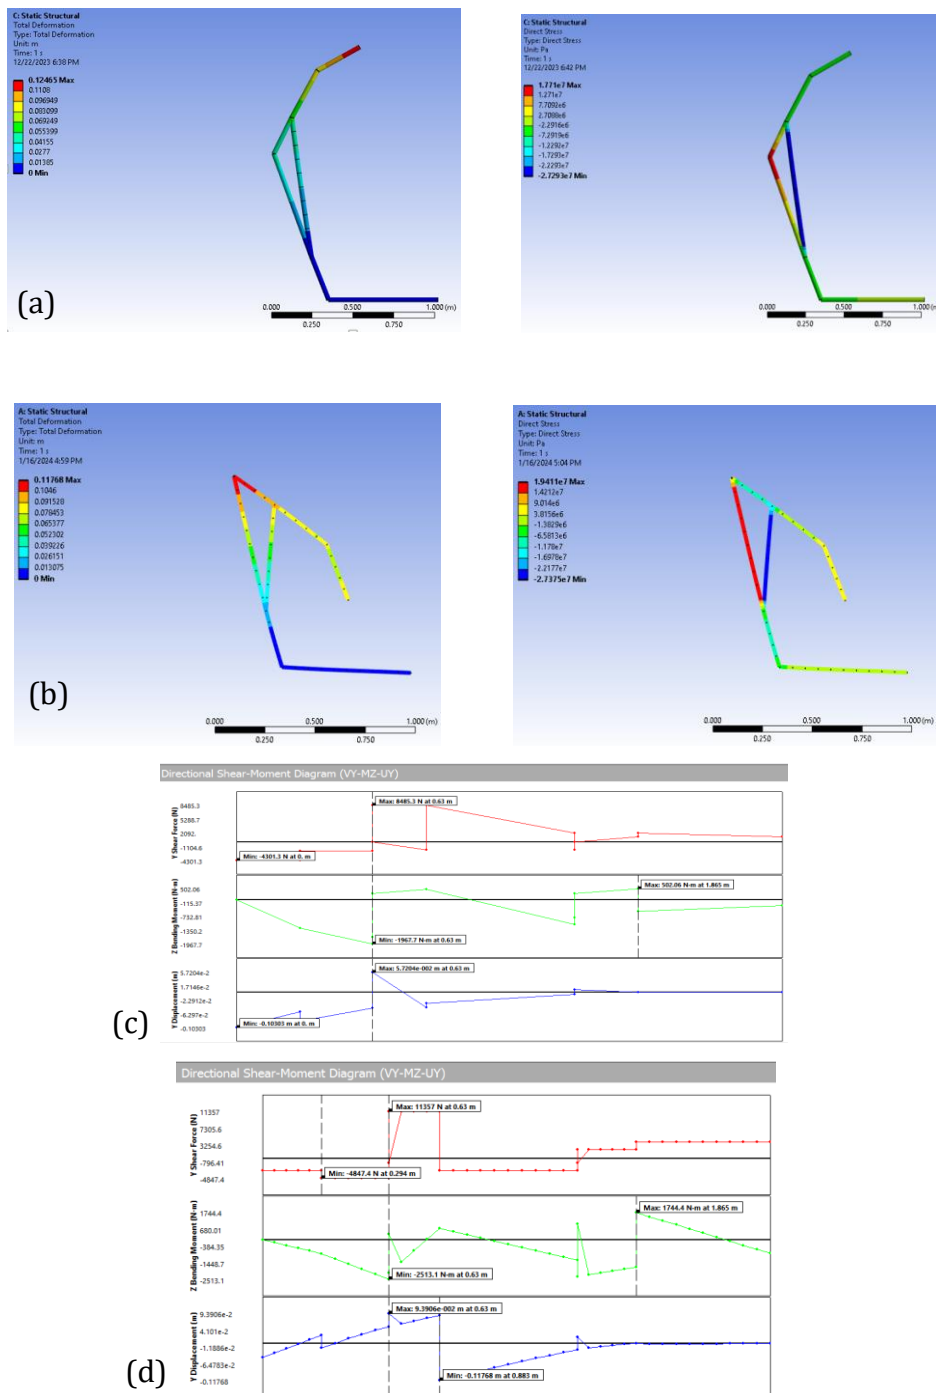 C: Static Structural
Total Deformation
Type: Total Deformation
Unit: m
Time: 1 s
12/22/2023 6:38 PM
0.12465 Max
0.1108
0.096949
0.083099
0.069249
0.055399
0.04155
0.0277
0.01385
0 Min
0.000
0.500
1.000 (m)
0.250
0.750
(a)
C: Static Structural
Direct Stress
Type: Direct Stress
Unit: Pa
Time: 1 s
12/22/2023 6:42 PM
1.771e7 Max
1.271e7
7.7092e6
2.7088e6
-2.2916e6
-7.2919e6
-1.2292e7
-1.7293e7
-2.2293e7
-2.7293e7 Min
0.000
0.500
1.000 (m)
0.250
0.750
A: Static Structural
Total Deformation
Type: Total Deformation
Unit: m
Time: 1 s
1/16/2024 4:59 PM
0.11768 Max
0.1046
0.091528
0.078453
0.065377
0.052302
0.039226
0.026151
0.013075
0 Min
0.000
0.500
1.000 (m)
0.250
0.750
(b)
A: Static Structural
Direct Stress
Type: Direct Stress
Unit: Pa
Time: 1 s
1/16/2024 5:04 PM
1.9411e7 Max
1.4212e7
9.014e6
3.8156e6
-1.3829e6
-6.5813e6
-1.178e7
-1.6978e7
-2.2177e7
-2.7375e7 Min
0.000
0.500
1.000 (m)
0.250
0.750
Directional Shear-Moment Diagram (VY-MZ-UY)
Y Shear Force (N)
8485.3
5288.7
2092.
-1104.6
-4301.3
Max: 8485.3 N at 0.63 m
Min: -4301.3 N at 0. m
Z Bending Moment (N·m)
502.06
-115.37
-732.81
-1350.2
-1967.7
Max: 502.06 N·m at 1.865 m
Min: -1967.7 N·m at 0.63 m
Y Displacement (m)
5.7204e-2
1.7146e-2
-2.2912e-2
-6.297e-2
-0.10303
Max: 5.7204e-002 m at 0.63 m
Min: -0.10303 m at 0. m
(c)
Directional Shear-Moment Diagram (VY-MZ-UY)
Y Shear Force (N)
11357
7305.6
3254.6
-796.41
-4847.4
Max: 11357 N at 0.63 m
Min: -4847.4 N at 0.294 m
Z Bending Moment (N·m)
1744.4
680.01
-384.35
-1448.7
-2513.1
Max: 1744.4 N·m at 1.865 m
Min: -2513.1 N·m at 0.63 m
Y Displacement (m)
9.3906e-2
4.101e-2
-1.1886e-2
-6.4783e-2
-0.11768
Max: 9.3906e-002 m at 0.63 m
Min: -0.11768 m at 0.883 m
(d)